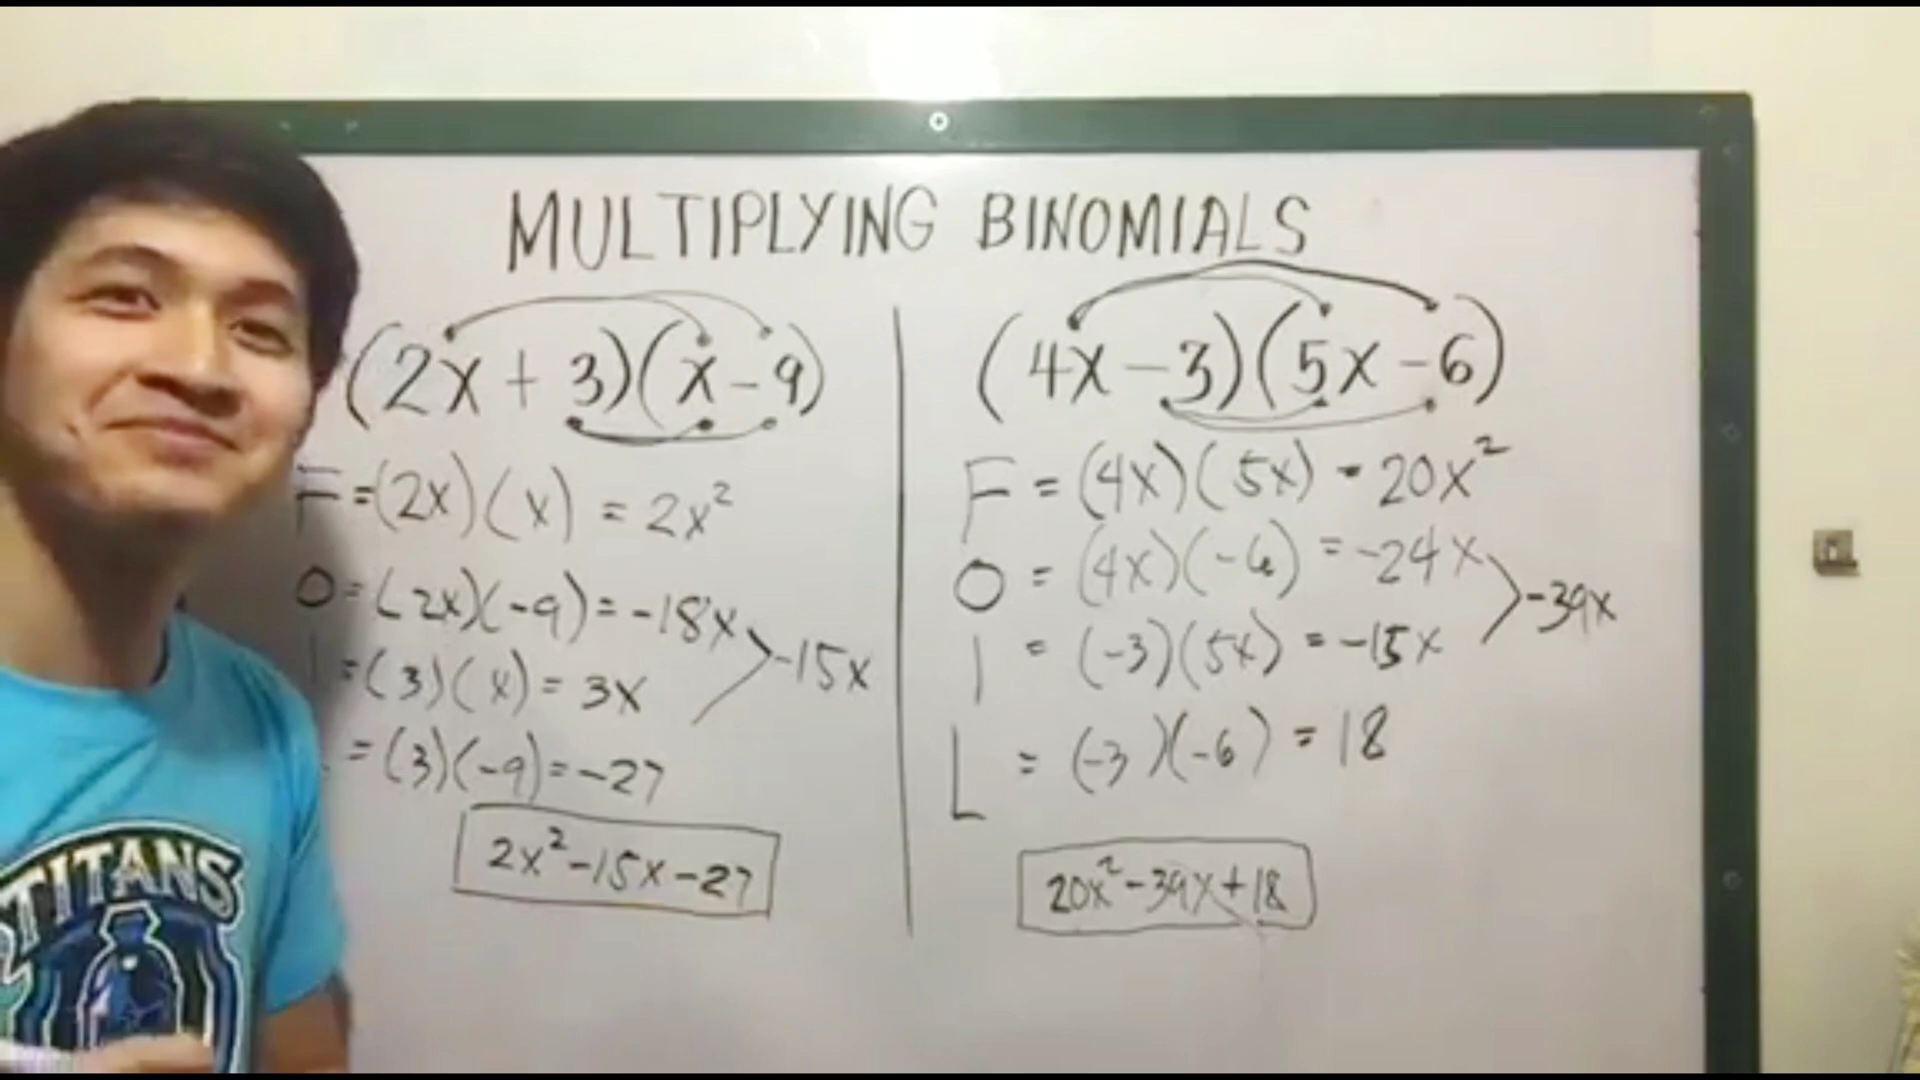 MULTIPLYING BINOMIALS
(2x + 3)(x - 9)
F = (2x)(x) = 2x²
O = (2x)(-9) = -18x
I = (3)(x) = 3x
-15x
= (3)(-9) = -27
2x² - 15x - 27
(4x - 3)(5x - 6)
F = (4x)(5x) - 20x²
O = (4x)(-6) = -24x
I = (-3)(5x) = -15x
-39x
L = (-3)(-6) = 18
20x² - 39x + 18
TITANS